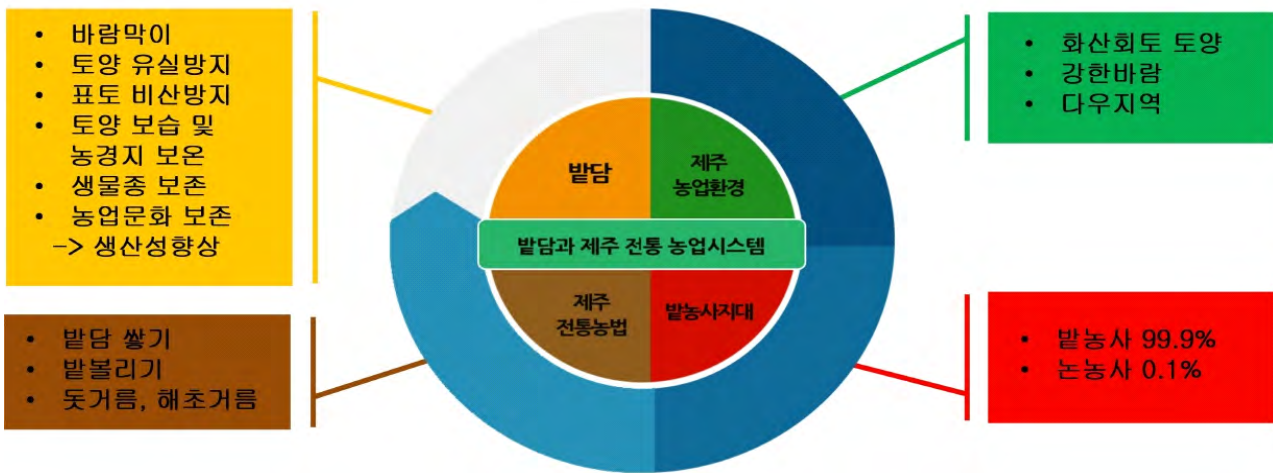 • 바람막이
• 토양 유실방지
• 표토 비산방지
• 토양 보습 및
농경지 보온
• 생물종 보존
• 농업문화 보존
-> 생산성향상
• 화산회토 토양
• 강한바람
• 다우지역
밭담
제주
농업환경
밭담과 제주 전통 농업시스템
제주
전통농법
밭농사지대
• 밭담 쌓기
• 밭볼리기
• 돗거름, 해초거름
• 밭농사 99.9%
• 논농사 0.1%